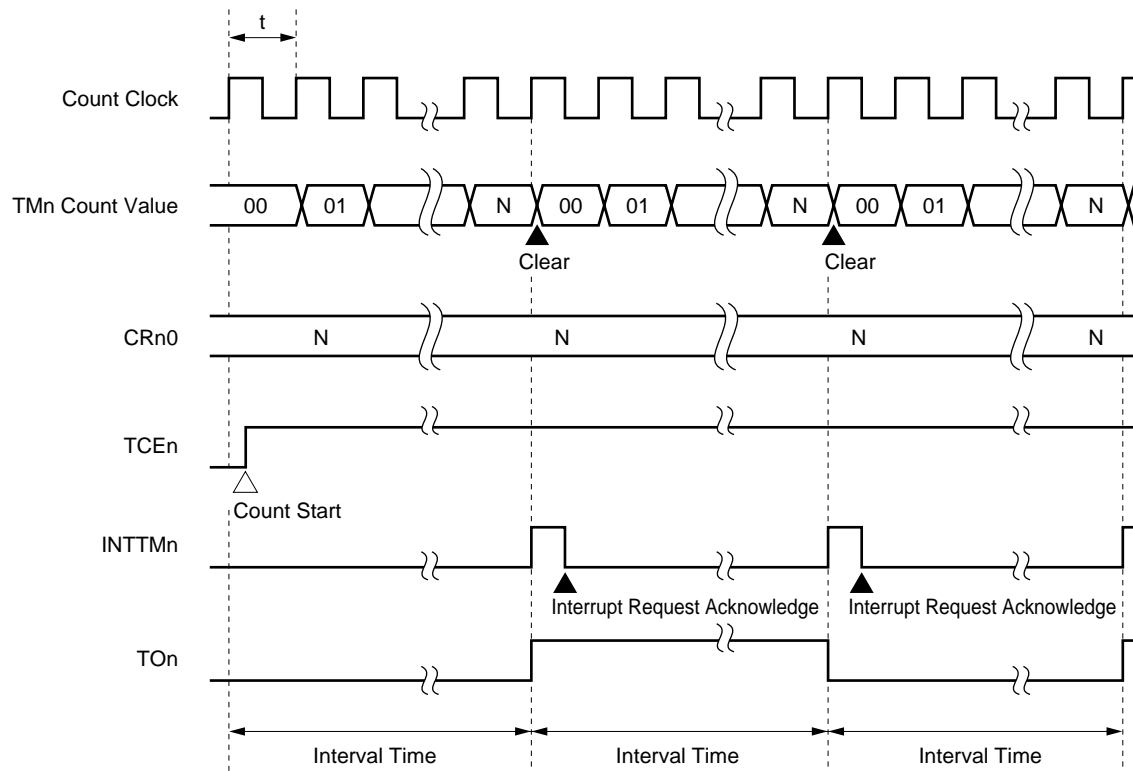 t
Count Clock
TMn Count Value 00 01 N 00 01 N 00 01 N
Clear Clear
CRn0 N N N N
TCEn
Count Start
INTTMn
Interrupt Request Acknowledge Interrupt Request Acknowledge
TOn
Interval Time Interval Time Interval Time